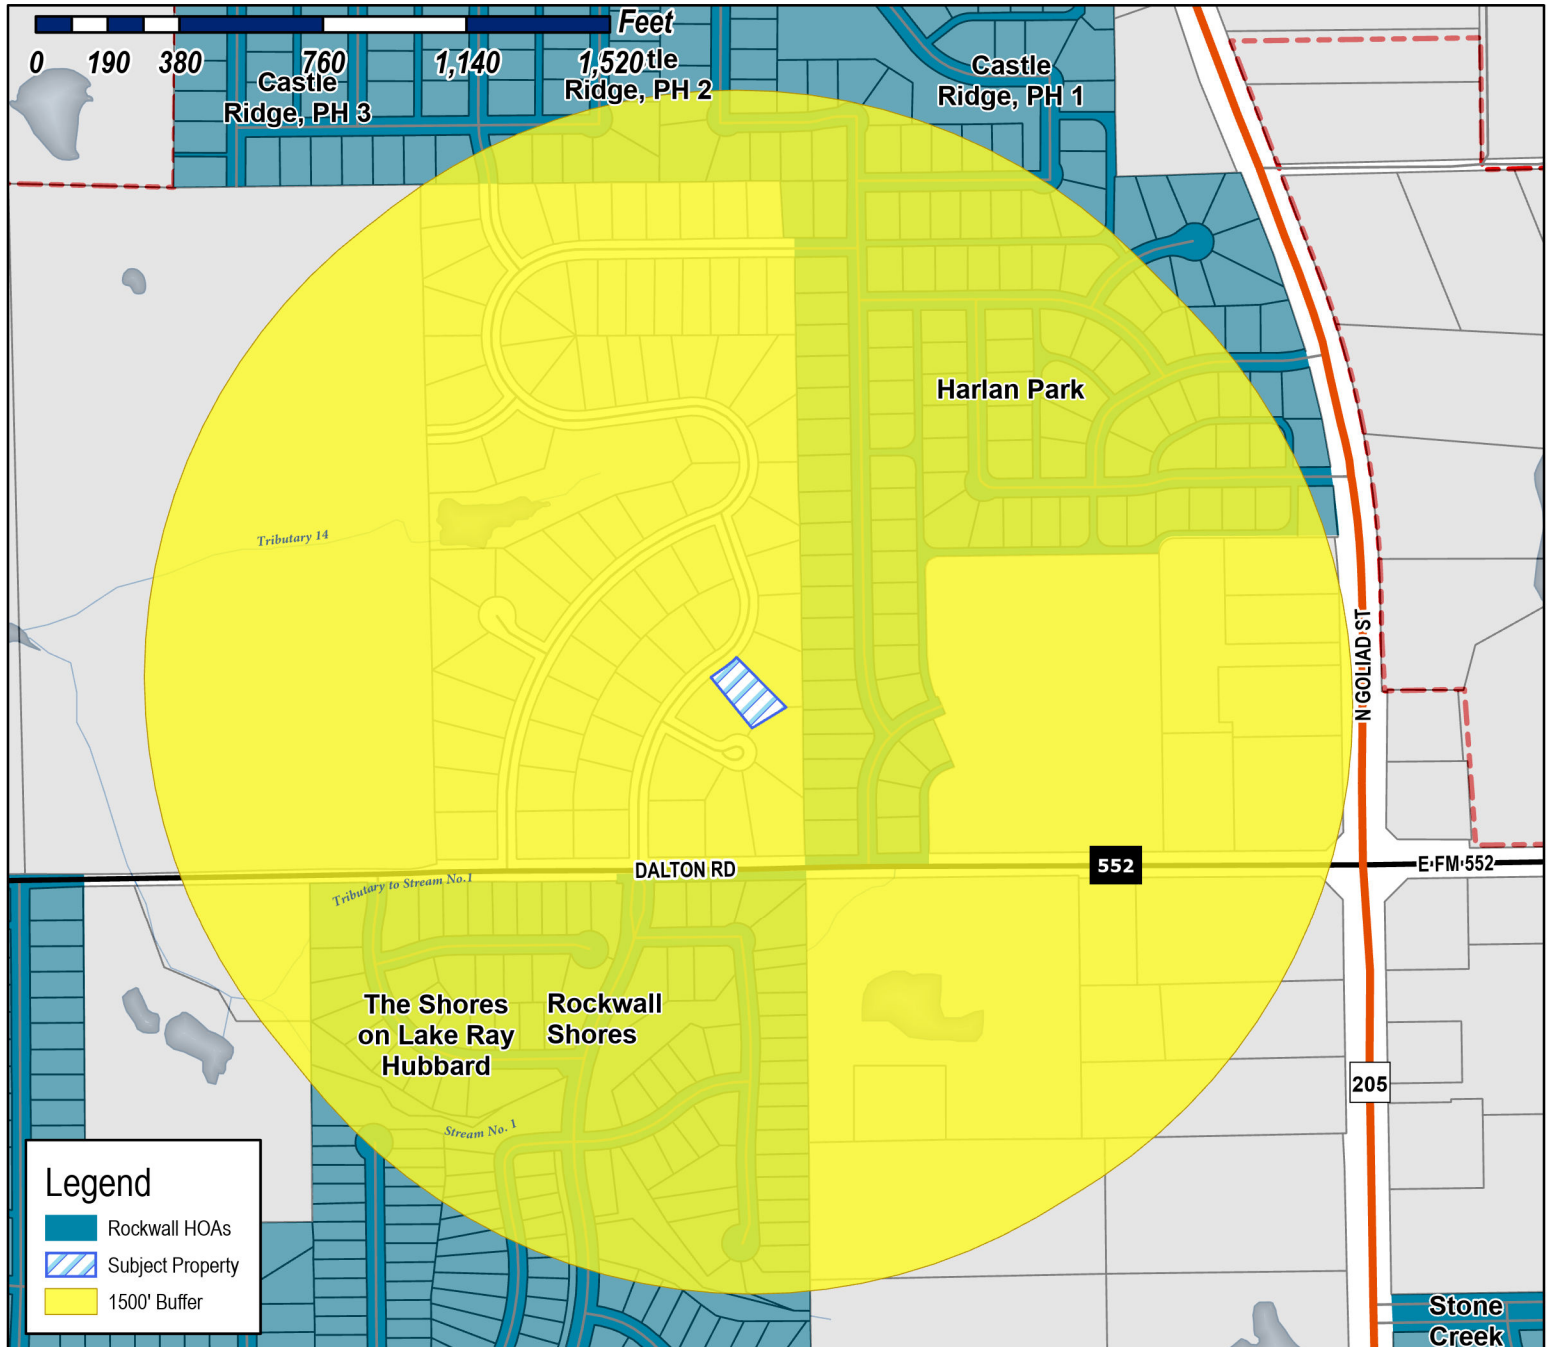 Feet
0 190 380 760 1,140 1,520
tle
Ridge, PH 2
Castle
Ridge, PH 3
Castle
Ridge, PH 1
Harlan Park
Tributary 14
N GOLIAD ST
DALTON RD
552
E FM 552
Tributary to Stream No.1
The Shores
on Lake Ray
Hubbard
Rockwall
Shores
205
Stream No. 1
Legend
Rockwall HOAs
Subject Property
1500' Buffer
Stone
Creek